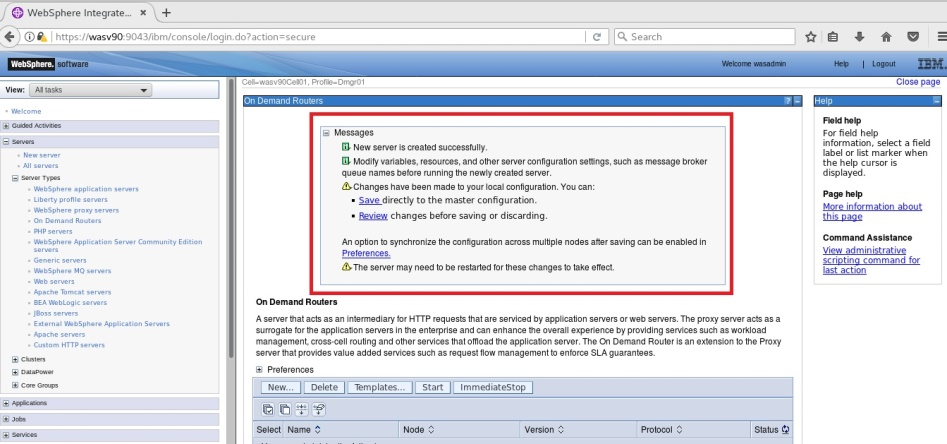 WebSphere Integrate...
https://wasv90:9043/ibm/console/login.do?action=secure
Search
WebSphere. software
Welcome wasadmin
Help | Logout
IBM.
View: All tasks
Welcome
Guided Activities
Servers
New server
All servers
Server Types
WebSphere application servers
Liberty profile servers
WebSphere proxy servers
On Demand Routers
PHP servers
WebSphere Application Server Community Edition
servers
Generic servers
WebSphere MQ servers
Web servers
Apache Tomcat servers
BEA WebLogic servers
JBoss servers
External WebSphere Application Servers
Apache servers
Custom HTTP servers
Clusters
DataPower
Core Groups
Applications
Jobs
Services
Cell=wasv90Cell01, Profile=Dmgr01
Close page
On Demand Routers
Messages
New server is created successfully.
Modify variables, resources, and other server configuration settings, such as message broker
queue names before running the newly created server.
Changes have been made to your local configuration. You can:
Save directly to the master configuration.
Review changes before saving or discarding.
An option to synchronize the configuration across multiple nodes after saving can be enabled in
Preferences.
The server may need to be restarted for these changes to take effect.
On Demand Routers
A server that acts as an intermediary for HTTP requests that are serviced by application servers or web servers. The proxy server acts as a
surrogate for the application servers in the enterprise and can enhance the overall experience by providing services such as workload
management, cross-cell routing and other services that offload the application server. The On Demand Router is an extension to the Proxy
server that provides value added services such as request flow management to enforce SLA guarantees.
Preferences
New... Delete Templates... Start ImmediateStop
Select Name Node Version Protocol Status
Help
Field help
For field help
information, select a field
label or list marker when
the help cursor is
displayed.
Page help
More information about
this page
Command Assistance
View administrative
scripting command for
last action